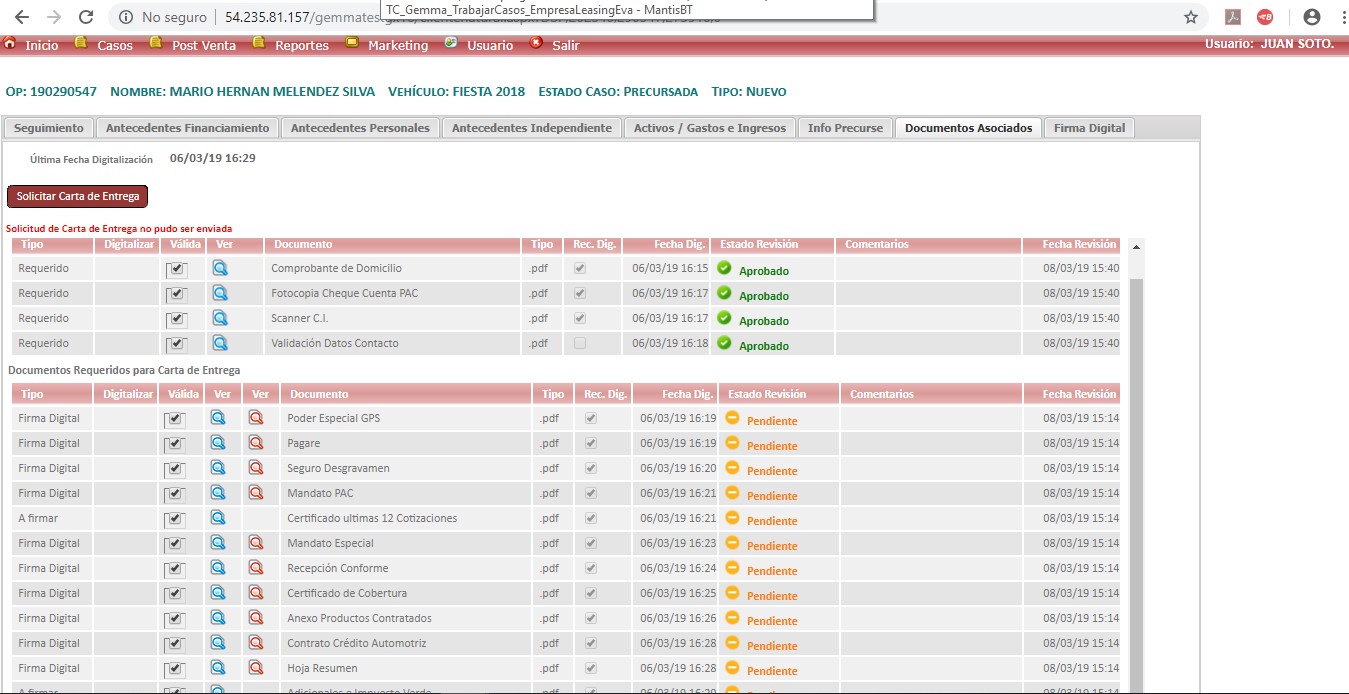 TC_Gemma_TrabajarCasos_EmpresaLeasingEva - MantisBT
No seguro 54.235.81.157/gemmates
Inicio Casos Post Venta Reportes Marketing Usuario Salir Usuario: JUAN SOTO.
OP: 190290547 NOMBRE: MARIO HERNAN MELENDEZ SILVA VEHÍCULO: FIESTA 2018 ESTADO CASO: PRECURSADA TIPO: NUEVO
Seguimiento Antecedentes Financiamiento Antecedentes Personales Antecedentes Independiente Activos / Gastos e Ingresos Info Precurse Documentos Asociados Firma Digital
Última Fecha Digitalización 06/03/19 16:29
Solicitar Carta de Entrega
Solicitud de Carta de Entrega no pudo ser enviada
Tipo Digitalizar Válida Ver Documento Tipo Rec. Dig. Fecha Dig. Estado Revisión Comentarios Fecha Revisión
Requerido Comprobante de Domicilio .pdf 06/03/19 16:15 Aprobado 08/03/19 15:40
Requerido Fotocopia Cheque Cuenta PAC .pdf 06/03/19 16:17 Aprobado 08/03/19 15:40
Requerido Scanner C.I. .pdf 06/03/19 16:17 Aprobado 08/03/19 15:40
Requerido Validación Datos Contacto .pdf 06/03/19 16:18 Aprobado 08/03/19 15:40
Documentos Requeridos para Carta de Entrega
Tipo Digitalizar Válida Ver Ver Documento Tipo Rec. Dig. Fecha Dig. Estado Revisión Comentarios Fecha Revisión
Firma Digital Poder Especial GPS .pdf 06/03/19 16:19 Pendiente 08/03/19 15:14
Firma Digital Pagare .pdf 06/03/19 16:19 Pendiente 08/03/19 15:14
Firma Digital Seguro Desgravamen .pdf 06/03/19 16:20 Pendiente 08/03/19 15:14
Firma Digital Mandato PAC .pdf 06/03/19 16:21 Pendiente 08/03/19 15:14
A firmar Certificado ultimas 12 Cotizaciones .pdf 06/03/19 16:21 Pendiente 08/03/19 15:14
Firma Digital Mandato Especial .pdf 06/03/19 16:23 Pendiente 08/03/19 15:14
Firma Digital Recepción Conforme .pdf 06/03/19 16:24 Pendiente 08/03/19 15:14
Firma Digital Certificado de Cobertura .pdf 06/03/19 16:25 Pendiente 08/03/19 15:14
Firma Digital Anexo Productos Contratados .pdf 06/03/19 16:26 Pendiente 08/03/19 15:14
Firma Digital Contrato Crédito Automotriz .pdf 06/03/19 16:28 Pendiente 08/03/19 15:14
Firma Digital Hoja Resumen .pdf 06/03/19 16:28 Pendiente 08/03/19 15:14